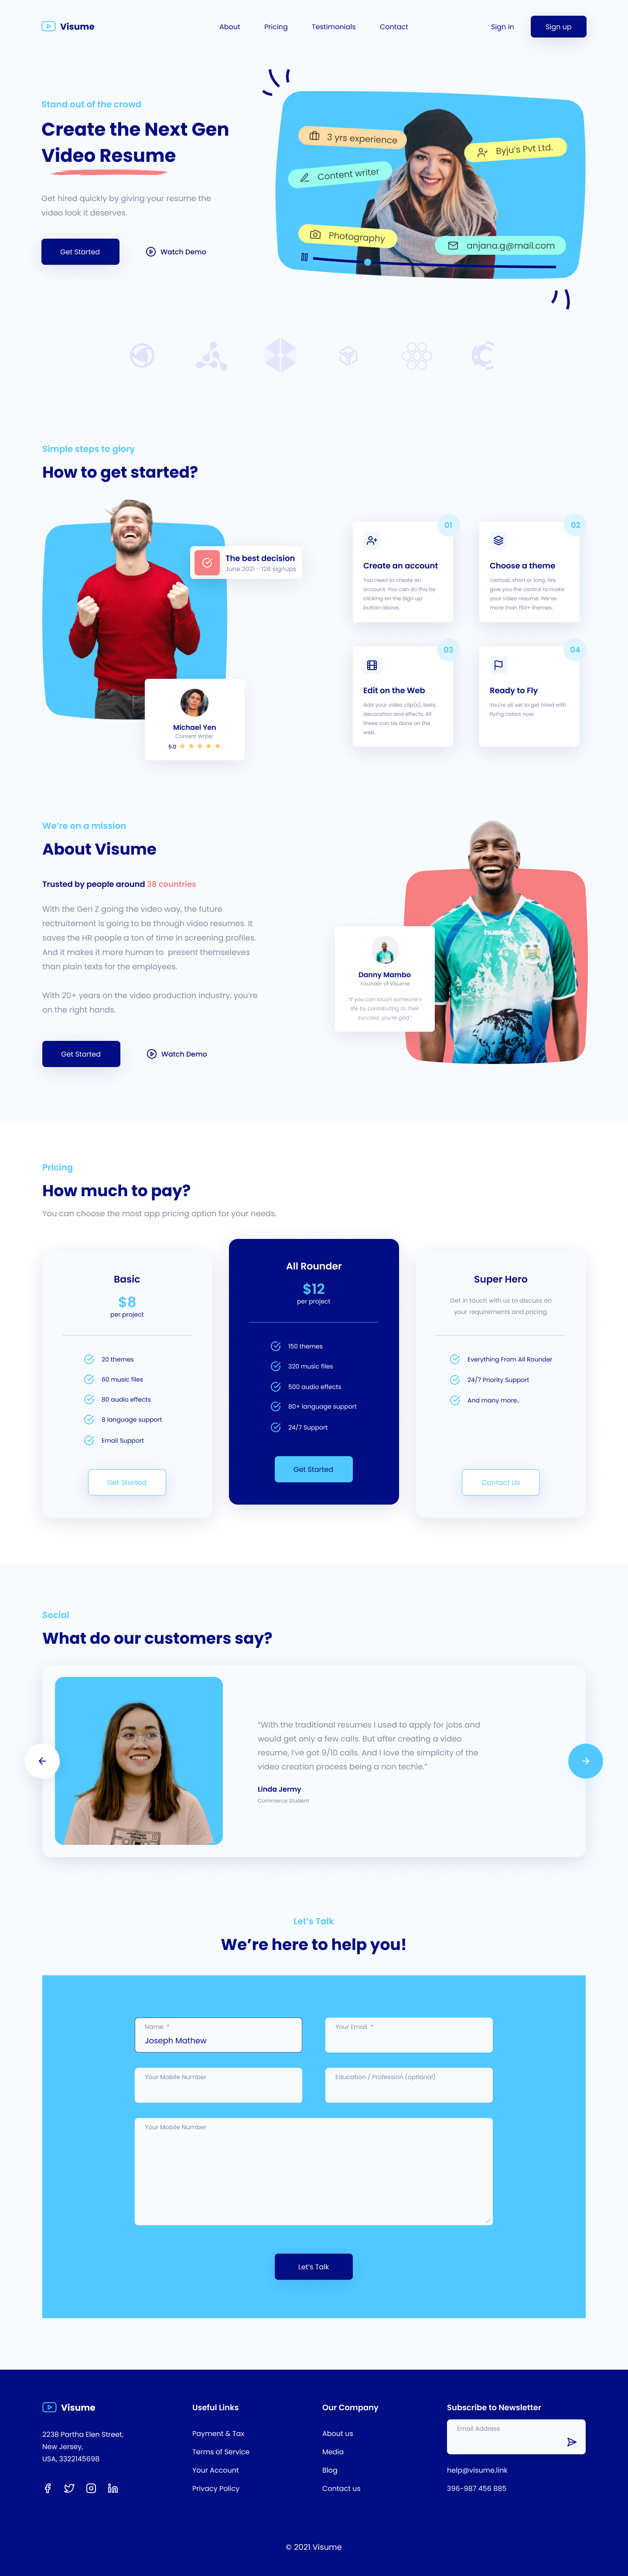 Visume
About
Pricing
Testimonials
Contact
Sign in
Sign up
Stand out of the crowd
Create the Next Gen
Video Resume
Get hired quickly by giving your resume the
video look it deserves.
Get Started
Watch Demo
3 yrs experience
Byju's Pvt Ltd.
Content writer
Photography
anjana.g@mail.com
Simple steps to glory
How to get started?
The best decision
June 2021 - 128 signups
Michael Yen
Content Writer
5.0
01
Create an account
You need to create an
account. You can do this by
clicking on the Sign up
button above.
02
Choose a theme
Vertical, short or long. We
give you the control to make
your video resume. We've
more than 150+ themes.
03
Edit on the Web
Add your video clip(s), texts,
decoration and effects. All
these can be done on the
web.
04
Ready to Fly
You're all set to get hired with
flying colors now.
We're on a mission
About Visume
Trusted by people around 38 countries
With the Gen Z going the video way, the future
rectruitement is going to be through video resumes. It
saves the HR people a ton of time in screening profiles.
And it makes it more human to present themseleves
than plain texts for the employees.
With 20+ years on the video production industry, you're
on the right hands.
Get Started
Watch Demo
Danny Mambo
Founder of Visume
"If you can touch someone's
life by contributing to their
success, you're god."
hummel
Pricing
How much to pay?
You can choose the most app pricing option for your needs.
Basic
$8
per project
20 themes
60 music files
80 audio effects
8 language support
Email Support
Get Started
All Rounder
$12
per project
150 themes
320 music files
500 audio effects
80+ language support
24/7 Support
Get Started
Super Hero
Get in touch with us to discuss on
your requirements and pricing.
Everything From All Rounder
24/7 Priority Support
And many more..
Contact Us
Social
What do our customers say?
"With the traditional resumes I used to apply for jobs and
would get only a few calls. But after creating a video
resume, I've got 9/10 calls. And I love the simplicity of the
video creation process being a non techie."
Linda Jermy
Commerce Student
Let's Talk
We're here to help you!
Name *
Joseph Mathew
Your Email *
Your Mobile Number
Education / Profession (optional)
Your Mobile Number
Let's Talk
Visume
2238 Partha Elen Street,
New Jersey,
USA, 3322145698
Useful Links
Payment & Tax
Terms of Service
Your Account
Privacy Policy
Our Company
About us
Media
Blog
Contact us
Subscribe to Newsletter
Email Address
help@visume.link
396-987 456 885
© 2021 Visume